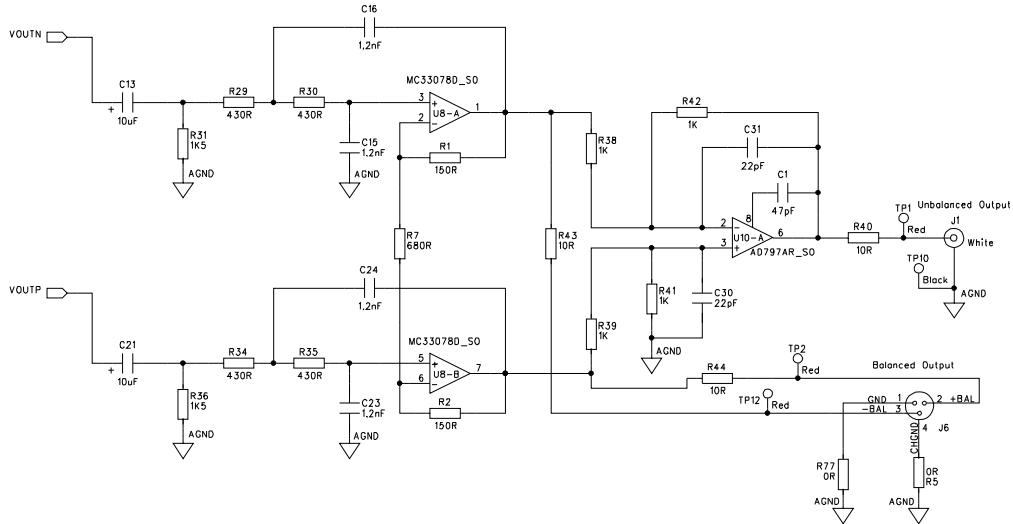 C16
VOUTN
1.2nF
MC33078D_SO
C13
R29
R30
3
+
U8-A
1
2
-
+
10uF
430R
430R
R42
1K
R31
1K5
C15
1.2nF
R1
150R
R38
1K
C31
22pF
AGND
AGND
C1
47pF
8
TP1
Unbalanced Output
R7
680R
R43
10R
2
-
U10-A
6
3
+
AD797AR_SO
R40
10R
Red
J1
White
TP10
Black
C24
VOUTP
1.2nF
R41
1K
C30
22pF
AGND
MC33078D_SO
R39
1K
C21
R34
R35
5
+
U8-B
7
6
-
AGND
TP2
Red
Balanced Output
+
10uF
430R
430R
R44
10R
R36
1K5
C23
1.2nF
R2
150R
TP12
Red
GND
1
2
+BAL
-BAL
3
4
J6
CHGND
AGND
AGND
R77
0R
0R
R5
AGND
AGND